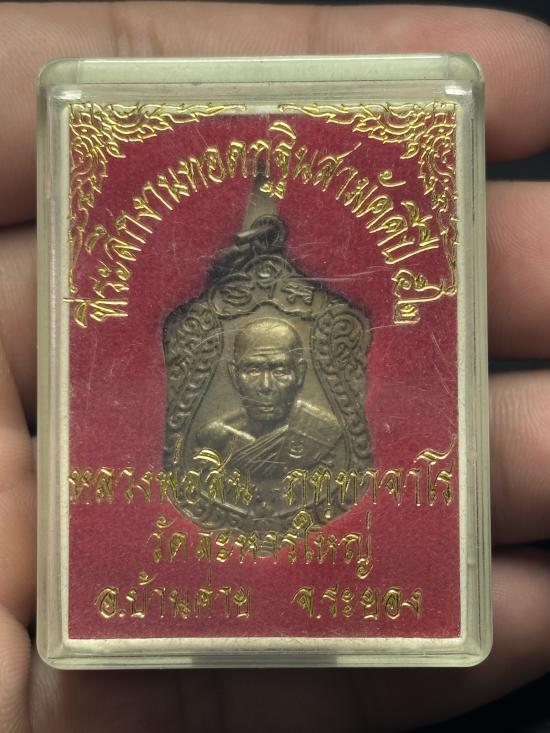 ที่ระลึกงานทอดกฐินสามัคคีปี ๕๒
หลวงพ่อสิน ภทฺทาจาโร
วัดละหารใหญ่
อ.บ้านค่าย จ.ระยอง